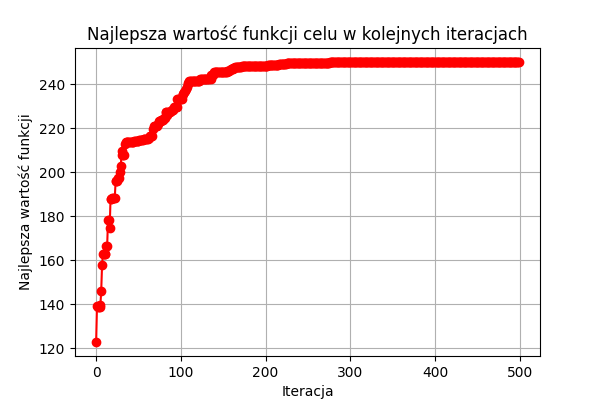 Najlepsza wartość funkcji celu w kolejnych iteracjach
240
220
200
180
160
140
120
Najlepsza wartość funkcji
0 100 200 300 400 500
Iteracja